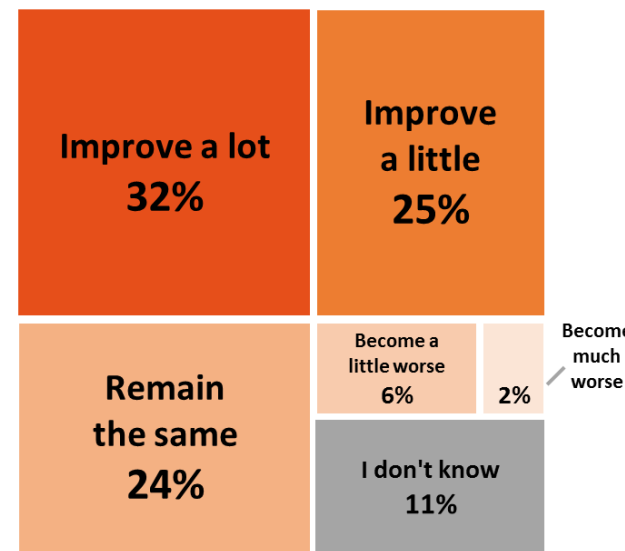 Improve a lot
32%
Improve
a little
25%
Remain
the same
24%
Become a
little worse
6%
2%
Become
much
worse
I don't know
11%